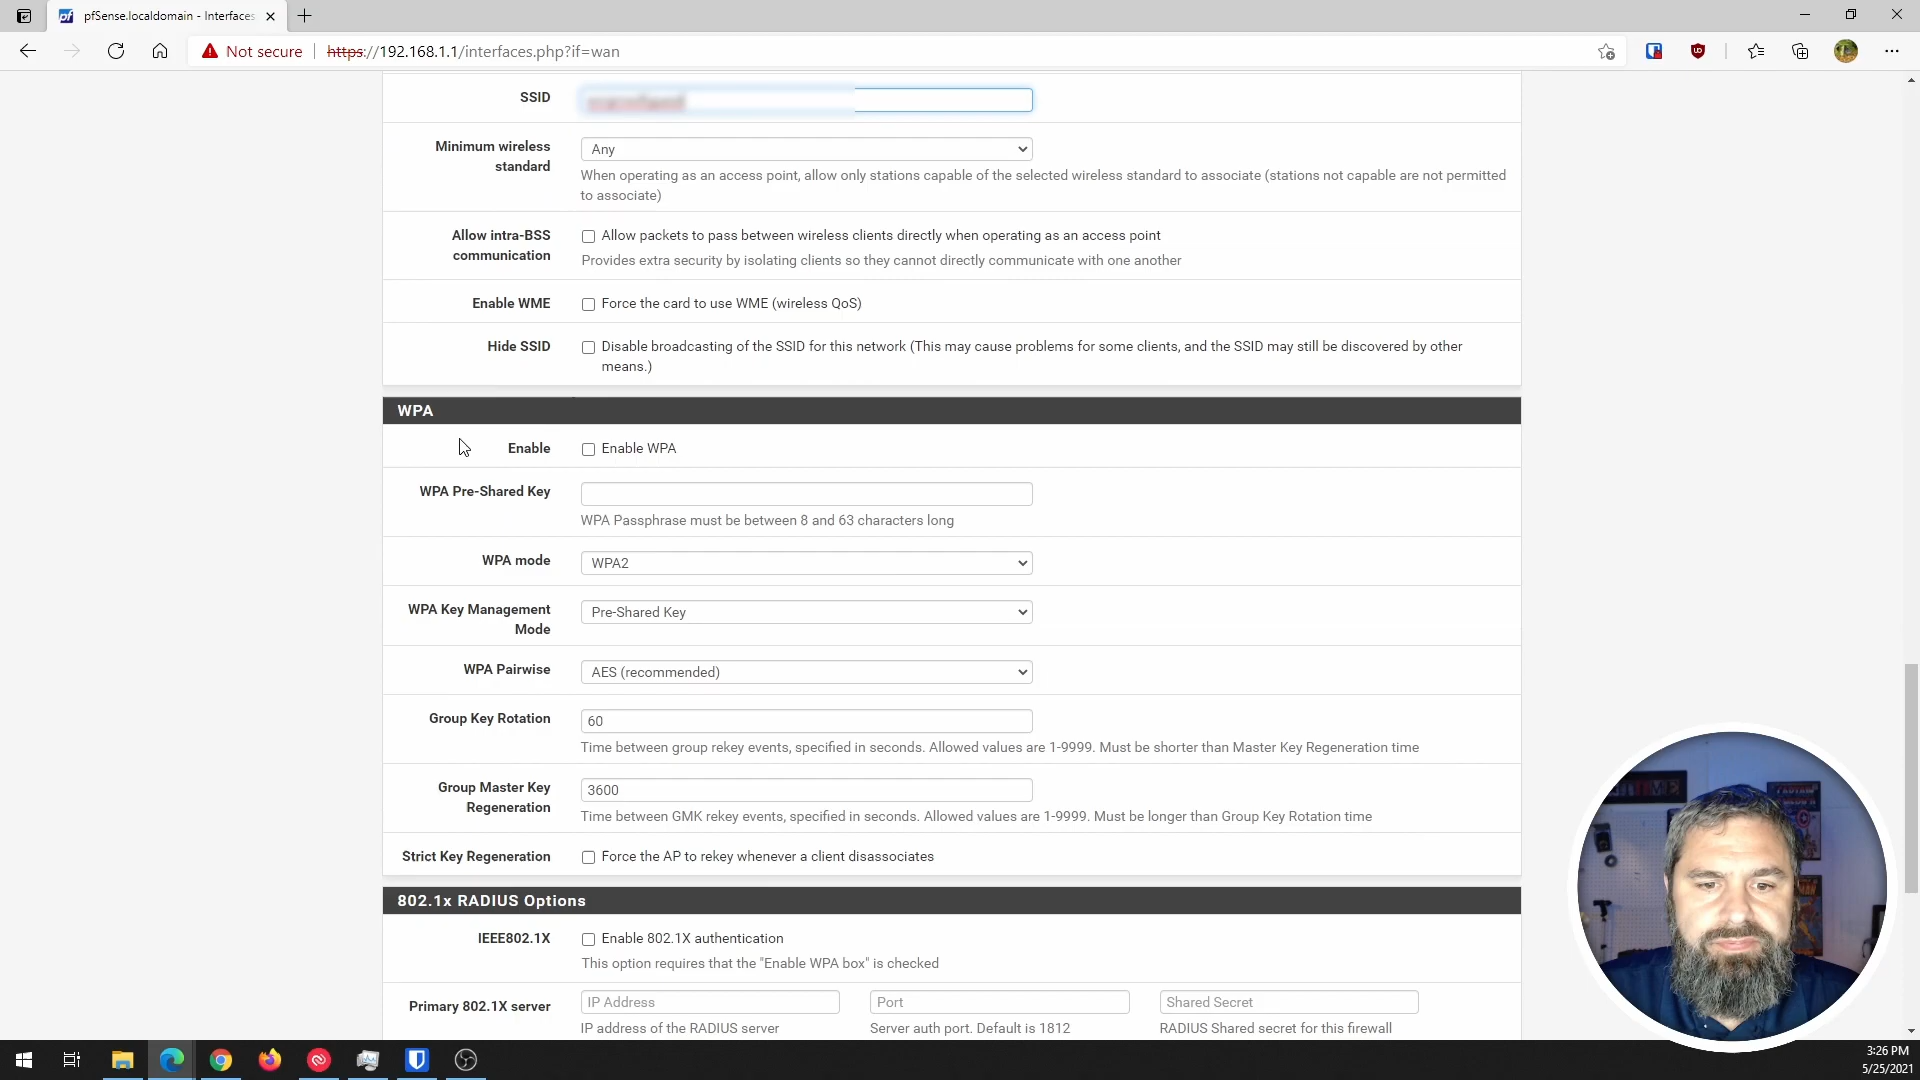 pfSense.localdomain - Interfaces
Not secure
https://192.168.1.1/interfaces.php?if=wan
SSID
Minimum wireless
standard
Any
When operating as an access point, allow only stations capable of the selected wireless standard to associate (stations not capable are not permitted
to associate)
Allow intra-BSS
communication
Allow packets to pass between wireless clients directly when operating as an access point
Provides extra security by isolating clients so they cannot directly communicate with one another
Enable WME
Force the card to use WME (wireless QoS)
Hide SSID
Disable broadcasting of the SSID for this network (This may cause problems for some clients, and the SSID may still be discovered by other
means.)
WPA
Enable
Enable WPA
WPA Pre-Shared Key
WPA Passphrase must be between 8 and 63 characters long
WPA mode
WPA2
WPA Key Management
Mode
Pre-Shared Key
WPA Pairwise
AES (recommended)
Group Key Rotation
60
Time between group rekey events, specified in seconds. Allowed values are 1-9999. Must be shorter than Master Key Regeneration time
Group Master Key
Regeneration
3600
Time between GMK rekey events, specified in seconds. Allowed values are 1-9999. Must be longer than Group Key Rotation time
Strict Key Regeneration
Force the AP to rekey whenever a client disassociates
802.1x RADIUS Options
IEEE802.1X
Enable 802.1X authentication
This option requires that the "Enable WPA box" is checked
Primary 802.1X server
IP Address
Port
Shared Secret
IP address of the RADIUS server
Server auth port. Default is 1812
RADIUS Shared secret for this firewall
3:26 PM
5/25/2021